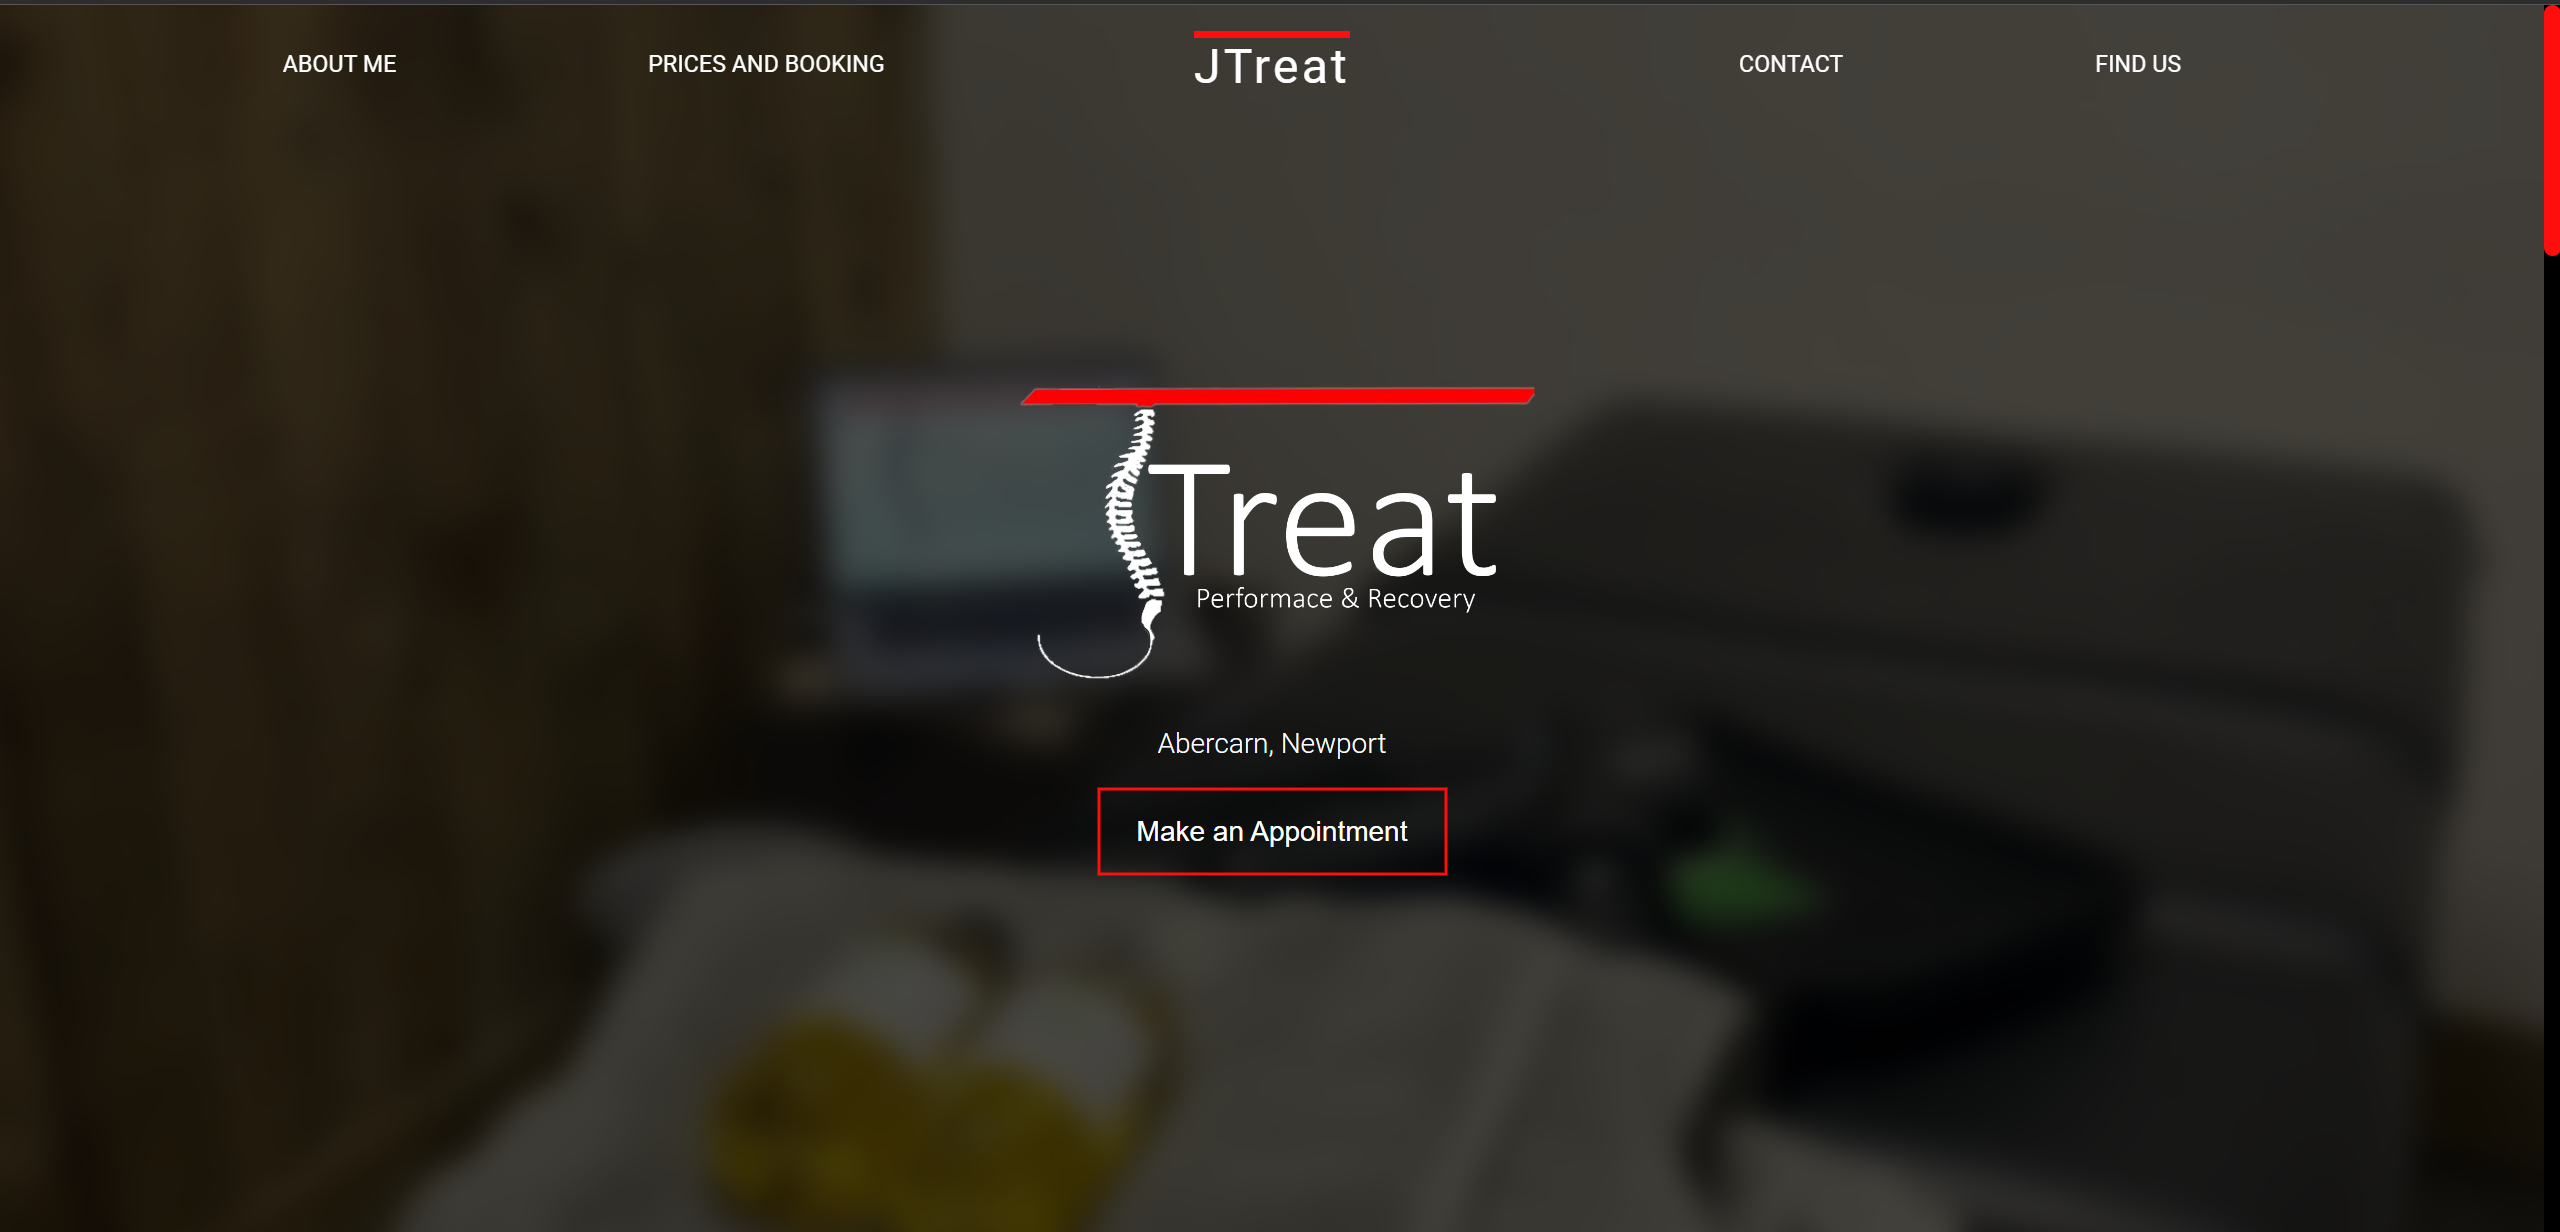 ABOUT ME
PRICES AND BOOKING
JTreat
CONTACT
FIND US
Treat
Performace & Recovery
Abercarn, Newport
Make an Appointment